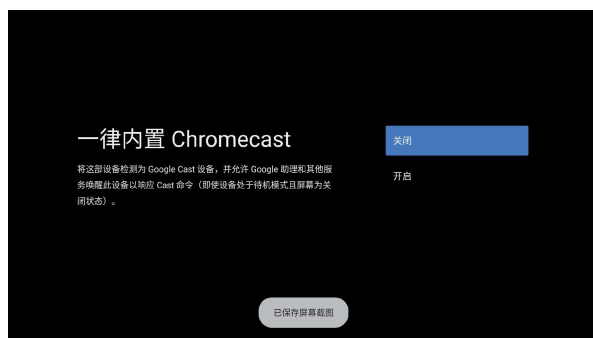 一律内置 Chromecast
将这部设备检测为 Google Cast 设备，并允许 Google 助理和其他服
务唤醒此设备以响应 Cast 命令（即使设备处于待机模式且屏幕为关
闭状态）。
关闭
开启
已保存屏幕截图